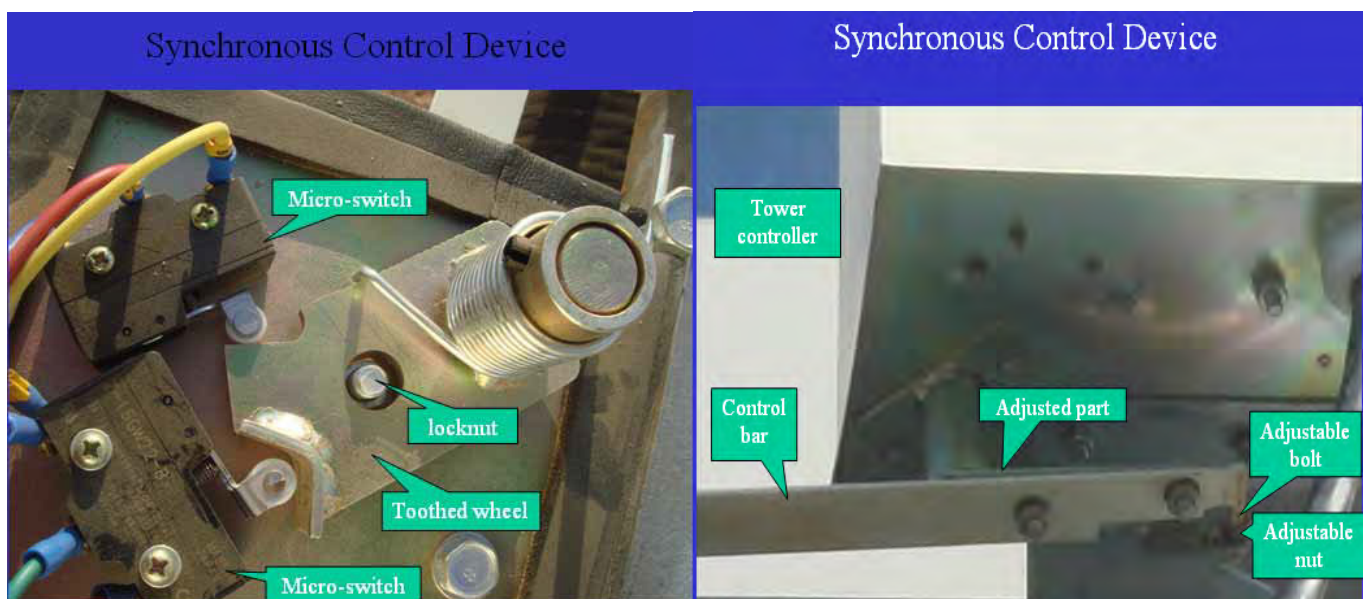 Synchronous Control Device
Micro-switch
locknut
Toothed wheel
Micro-switch
Synchronous Control Device
Tower
controller
Control
bar
Adjusted part
Adjustable
bolt
Adjustable
nut